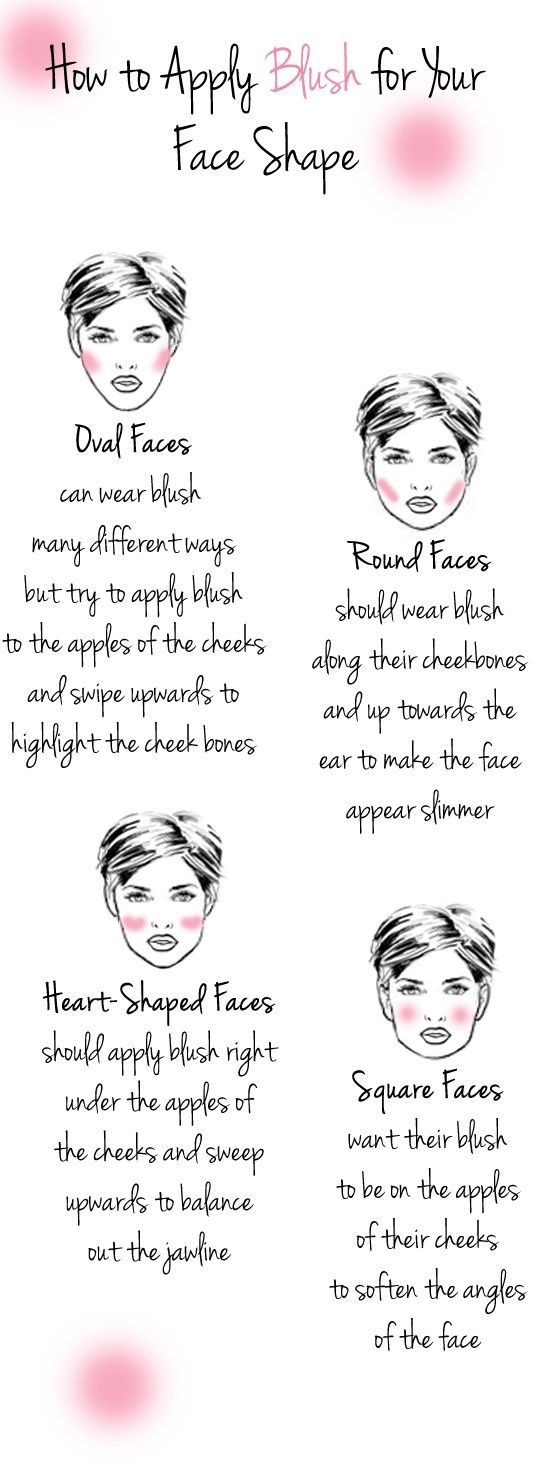 How to Apply Blush for Your
Face Shape
Oval Faces
can wear blush
many different ways
but try to apply blush
to the apples of the cheeks
and swipe upwards to
highlight the cheek bones
Round Faces
should wear blush
along their cheekbones
and up towards the
ear to make the face
appear slimmer
Heart-Shaped Faces
should apply blush right
under the apples of
the cheeks and sweep
upwards to balance
out the jawline
Square Faces
want their blush
to be on the apples
of their cheeks
to soften the angles
of the face